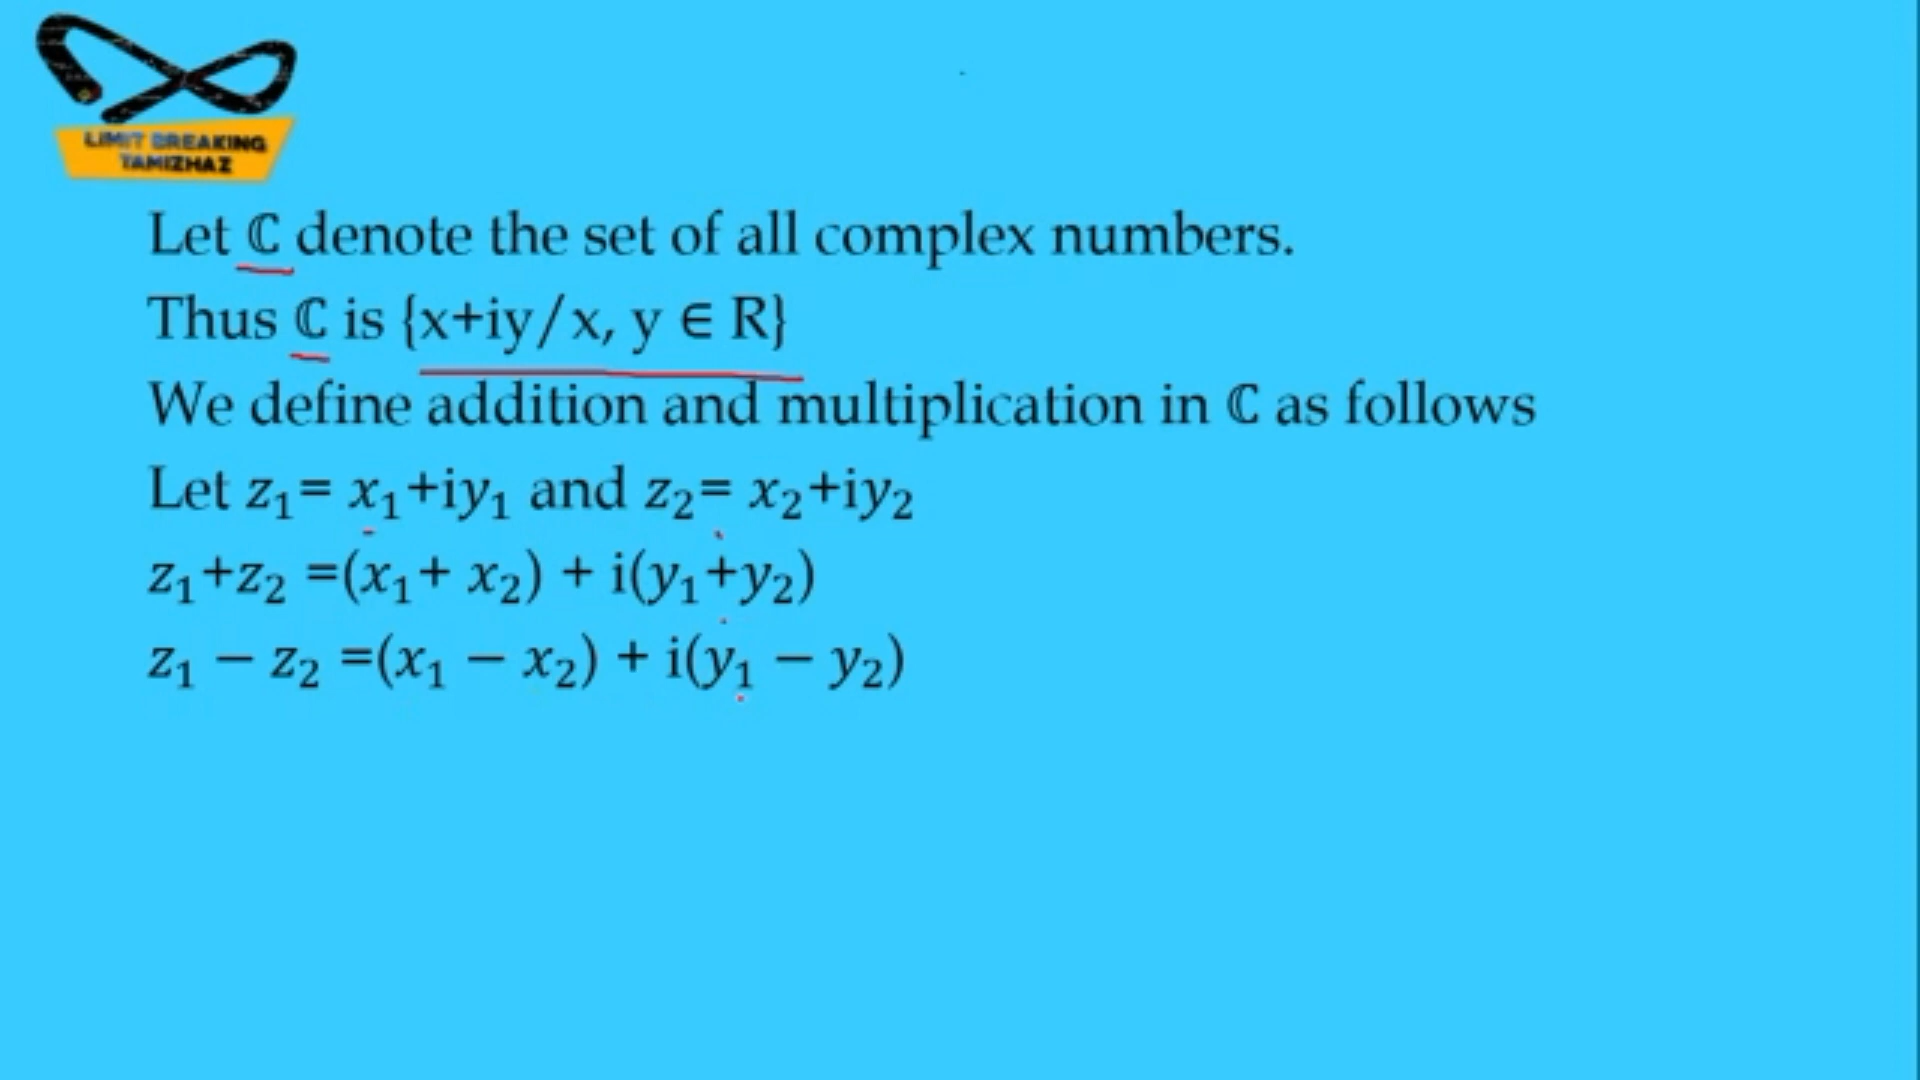 LIMIT BREAKING
TAMIZHAZ
Let ℂ denote the set of all complex numbers.
Thus ℂ is {x+iy/x, y ∈ R}
We define addition and multiplication in ℂ as follows
Let z₁= x₁+iy₁ and z₂= x₂+iy₂
z₁+z₂ =(x₁+ x₂) + i(y₁+y₂)
z₁ − z₂ =(x₁ − x₂) + i(y₁ − y₂)